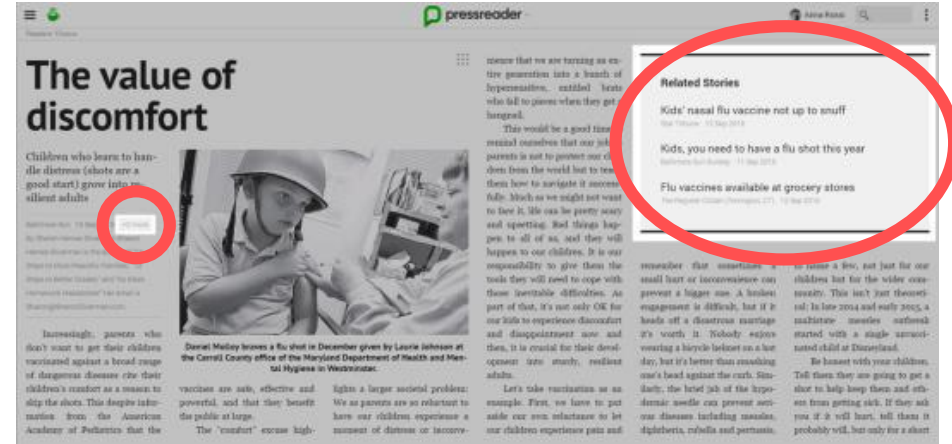 pressreader
The value of
discomfort
Children who learn to han-
dle distress (shots are a
good start) grow into re-
silient adults
Increasingly, parents who
don't want to get their children
vaccinated against a broad range
of dangerous diseases cite their
children's comfort as a reason to
skip the shots. This despite infor-
mation from the American
Academy of Pediatrics that the
Daniel Molloy braves a flu shot in December given by Laurie Johnson at
the Carroll County office of the Maryland Department of Health and Men-
tal Hygiene in Westminster.
vaccines are safe, effective and
powerful, and that they benefit
the public at large.
The "comfort" excuse high-
lights a larger societal problem:
We as parents are so reluctant to
have our children experience a
moment of distress or inconve-
nience that we are turning an en-
tire generation into a bunch of
hypersensitive, entitled brats
who fall to pieces when they get a
hangnail.
This would be a good time
remind ourselves that our job
parents is not to protect our chil
dren from the world but to teach
them how to navigate it success-
fully. Much as we might not want
to face it, life can be pretty scary
and upsetting. Bad things hap-
pen to all of us, and they will
happen to our children. It is our
responsibility to give them the
tools they will need to cope with
those inevitable difficulties. As
part of that, it's not only OK for
our kids to experience discomfort
and disappointment now and
then, it is crucial for their devel-
opment into sturdy, resilient
adults.
Let's take vaccination as an
example. First, we have to put
aside our own reluctance to let
our children experience pain and
Related Stories
Kids' nasal flu vaccine not up to snuff
Kids, you need to have a flu shot this year
Flu vaccines available at grocery stores
remember that sometimes a
small hurt or inconvenience can
prevent a bigger one. A broken
engagement is difficult, but if it
heads off a disastrous marriage
it's worth it. Nobody enjoys
wearing a bicycle helmet on a hot
day, but it's better than smashing
one's head against the curb. Sim-
ilarly, the brief jab of the hypo-
dermic needle can prevent seri-
ous diseases including measles,
diphtheria, rubella and pertussis,
to name a few, not just for our
children but for the wider com-
munity. This isn't just theoreti-
cal: In late 2014 and early 2015, a
multistate measles outbreak
started with a single unvacci-
nated child at Disneyland.
Be honest with your children.
Tell them they are going to get a
shot to help keep them and oth-
ers from getting sick. If they ask
you if it will hurt, tell them it
probably will, but only for a short